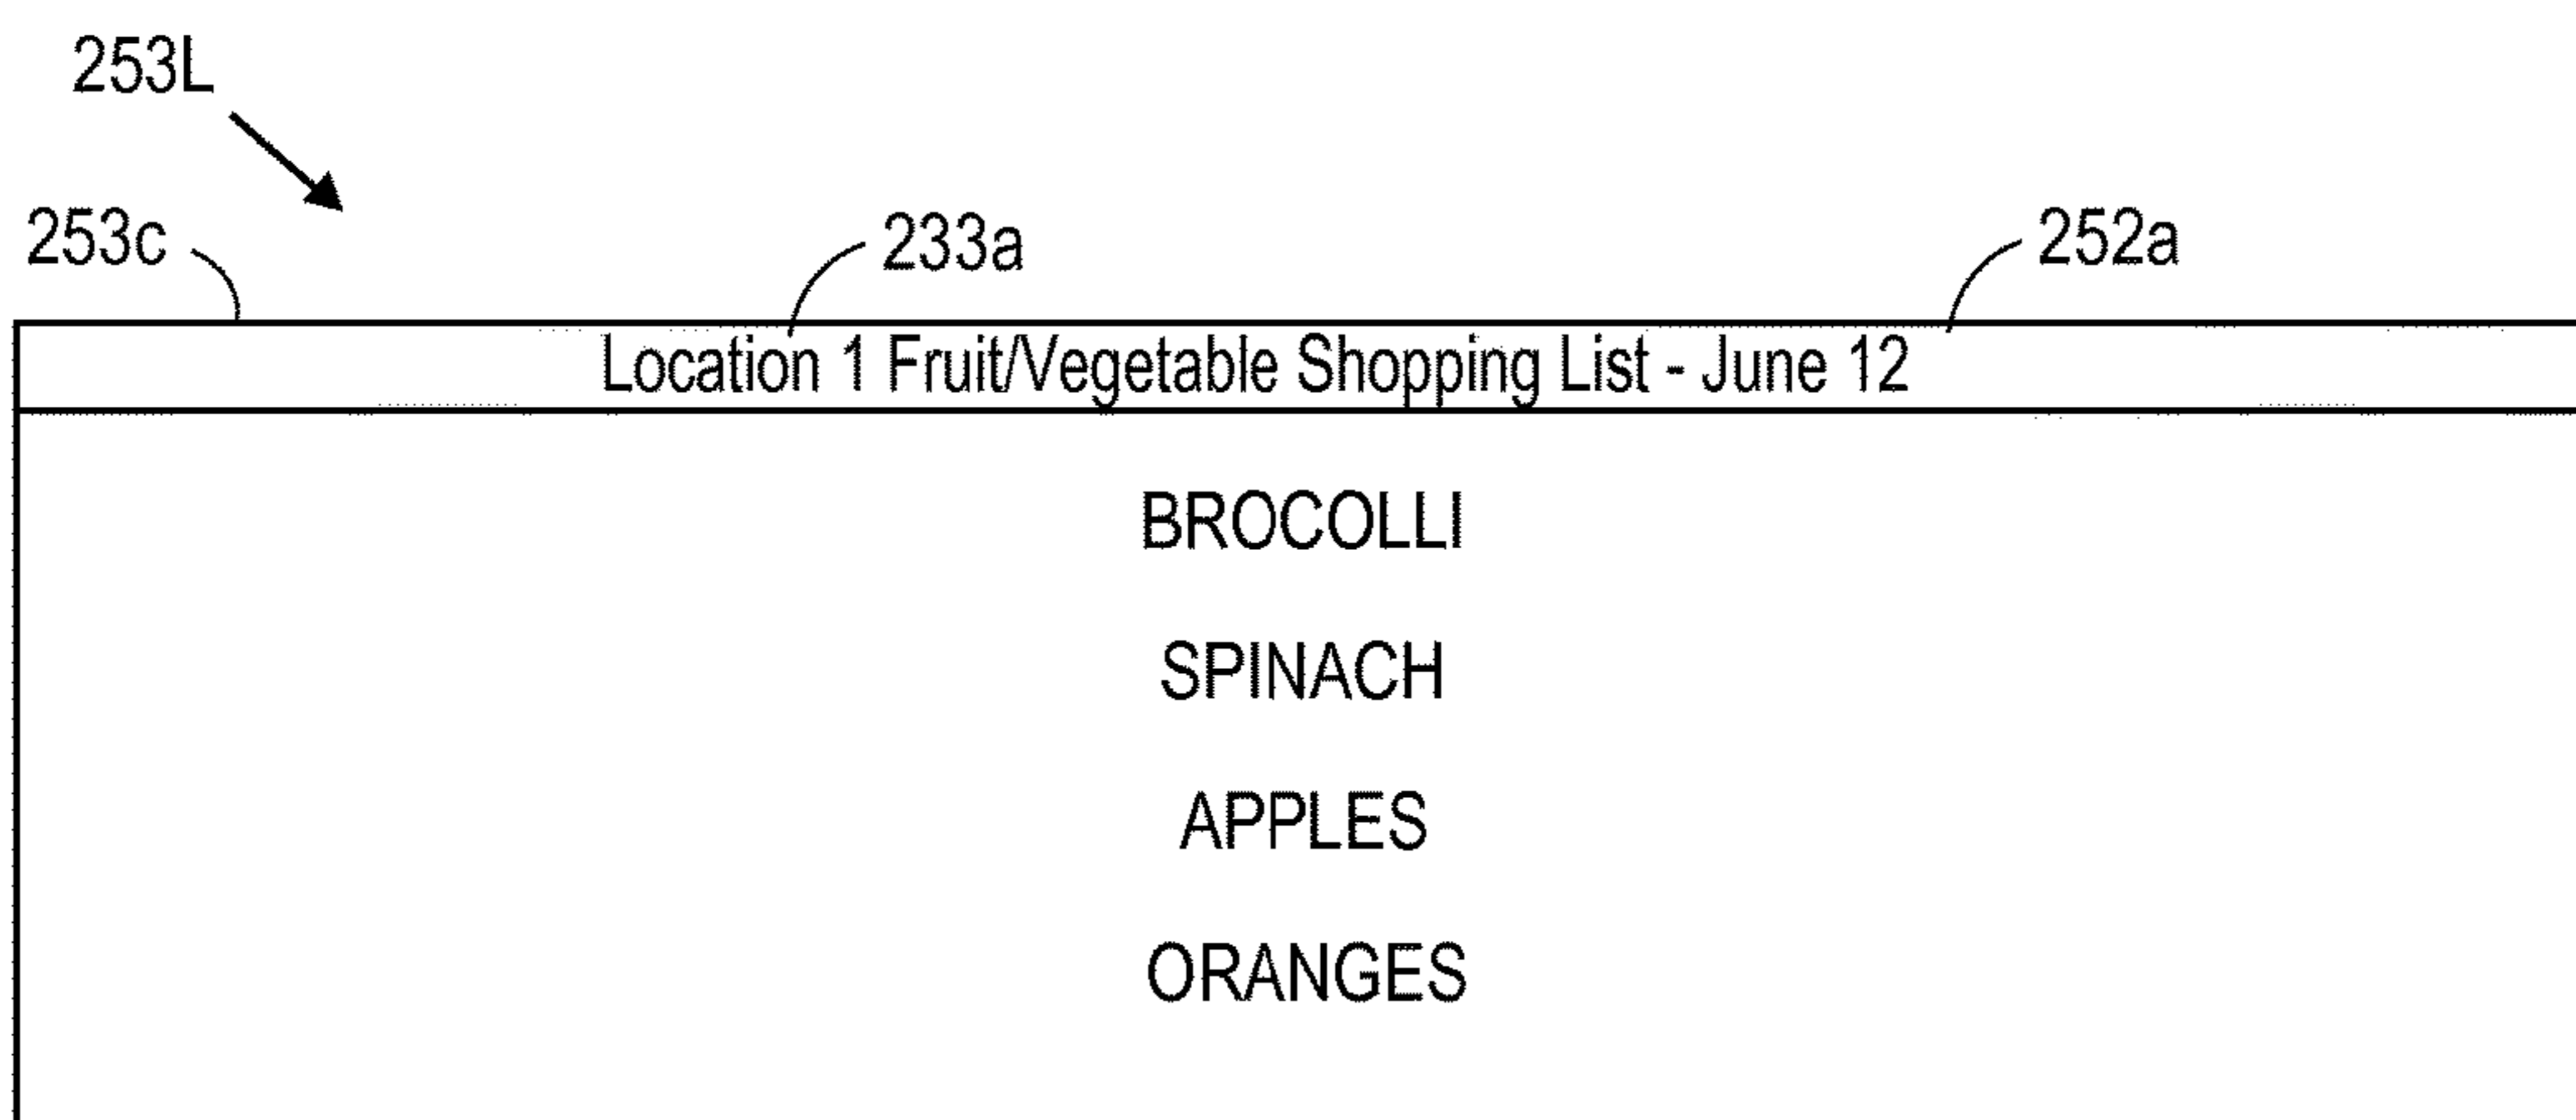 253L
253c 233a 252a
Location 1 Fruit/Vegetable Shopping List - June 12
BROCOLLI
SPINACH
APPLES
ORANGES